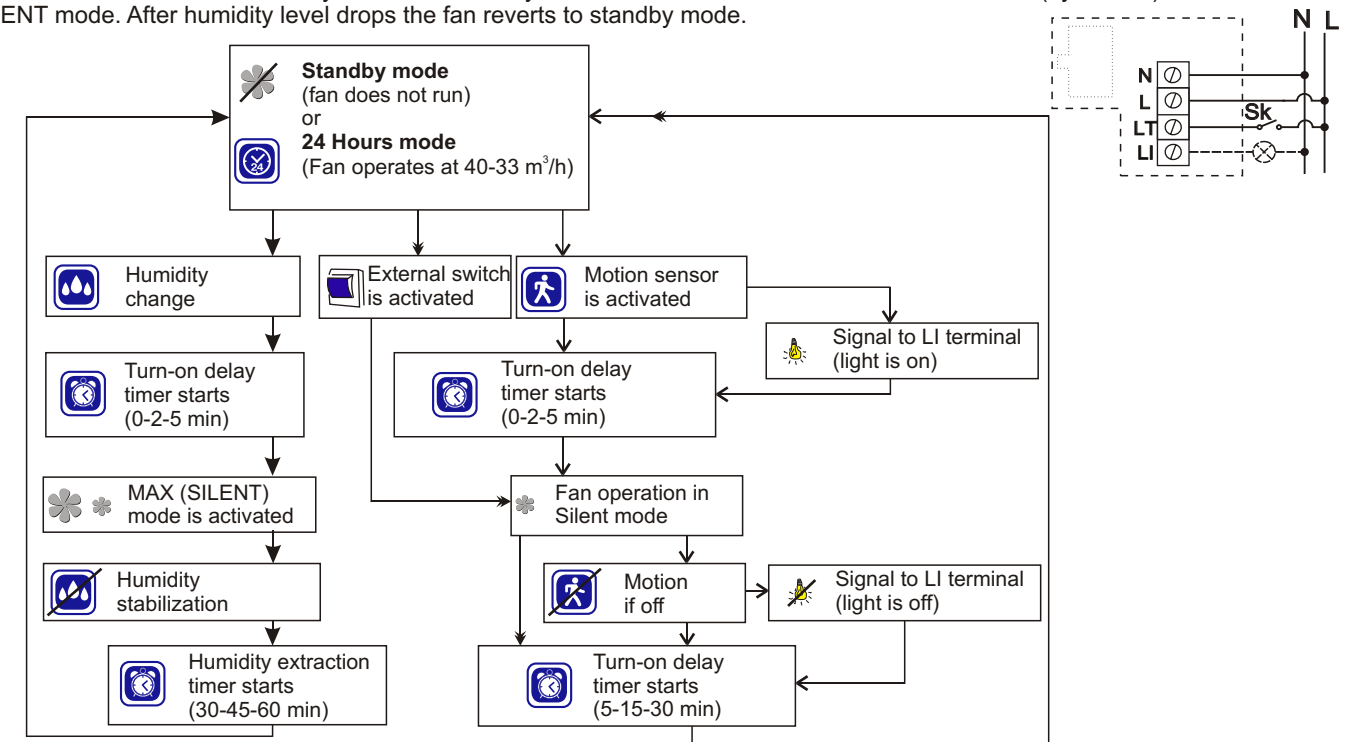 ENT mode. After humidity level drops the fan reverts to standby mode.
N L
N
L
LT
LI
Sk
Standby mode
(fan does not run)
or
24 Hours mode
(Fan operates at 40-33 m³/h)
24
Humidity
change
External switch
is activated
Motion sensor
is activated
Signal to LI terminal
(light is on)
Turn-on delay
timer starts
(0-2-5 min)
Turn-on delay
timer starts
(0-2-5 min)
MAX (SILENT)
mode is activated
Fan operation in
Silent mode
Humidity
stabilization
Motion
if off
Signal to LI terminal
(light is off)
Humidity extraction
timer starts
(30-45-60 min)
Turn-on delay
timer starts
(5-15-30 min)